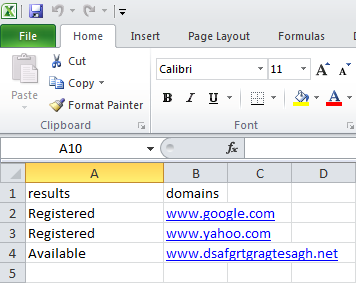 File Home Insert Page Layout Formulas
Cut
Copy
Paste
Format Painter
Calibri 11 A A
B I U A
Clipboard Font
A10 fx
A B C D
1 results domains
2 Registered www.google.com
3 Registered www.yahoo.com
4 Available www.dsafgrtgragtesagh.net
5